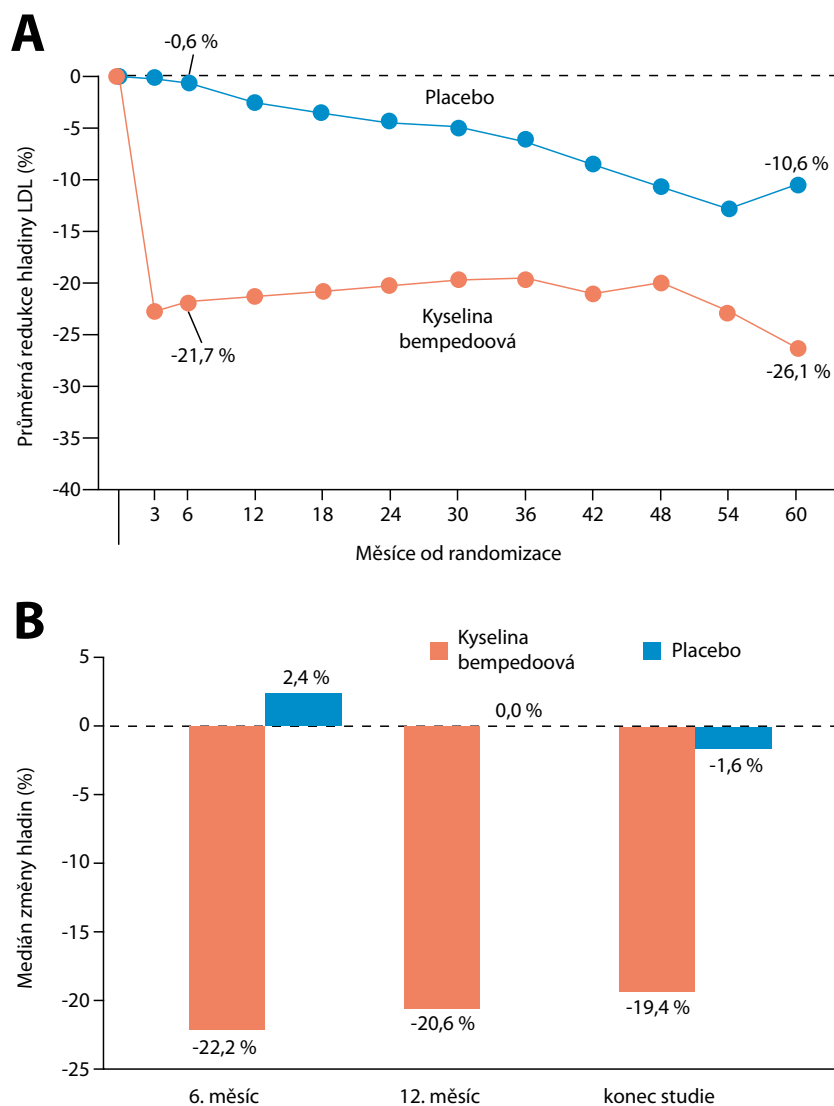 A
-0,6 %
0
-5
-10
-15
-20
-25
-30
-35
-40
Průměrná redukce hladiny LDL (%)
Placebo
-10,6 %
Kyselina
bempedoová
-21,7 %
-26,1 %
3 6 12 18 24 30 36 42 48 54 60
Měsíce od randomizace
B
Kyselina
bempedoová
Placebo
5
0
-5
-10
-15
-20
-25
Medián změny hladin (%)
2,4 %
0,0 %
-1,6 %
-22,2 %
-20,6 %
-19,4 %
6. měsíc 12. měsíc konec studie